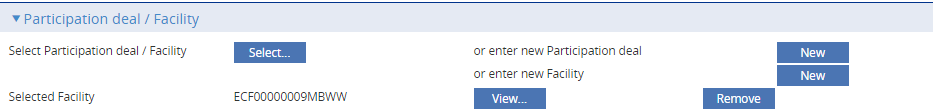 Participation deal / Facility
Select Participation deal / Facility Select... or enter new Participation deal New
or enter new Facility New
Selected Facility ECF00000009MBWW View... Remove